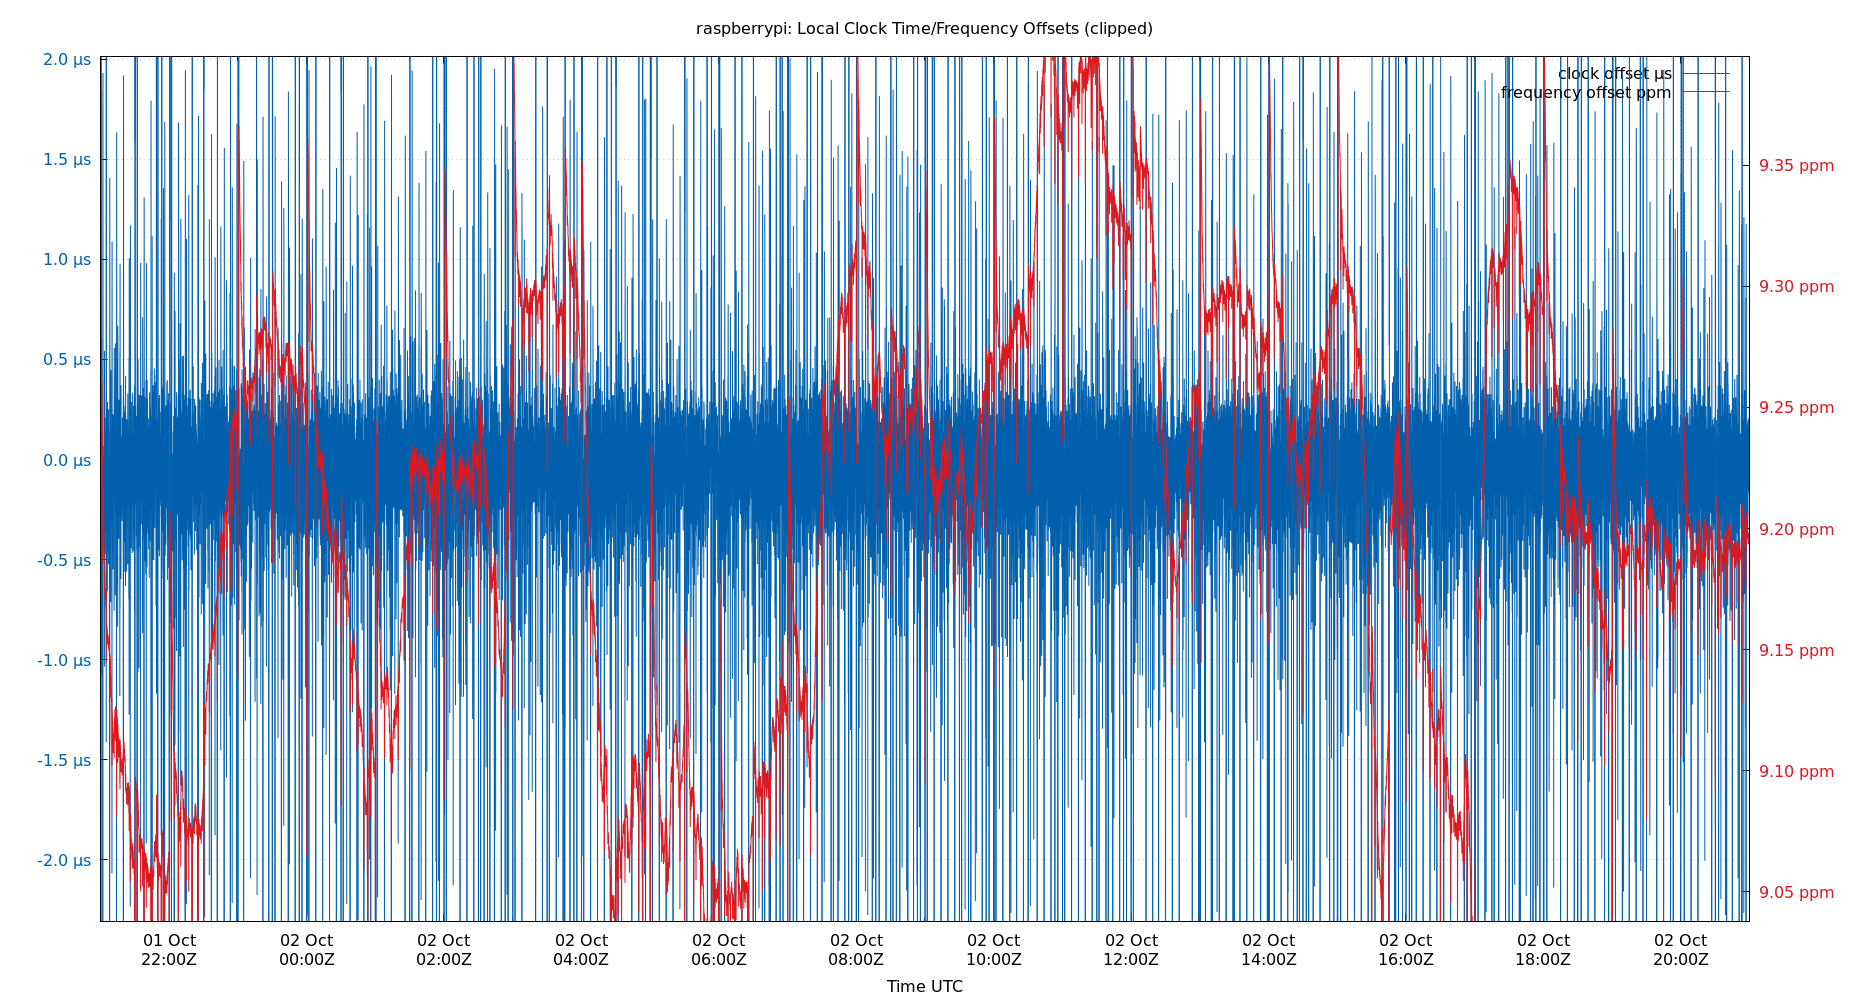 raspberrypi: Local Clock Time/Frequency Offsets (clipped)
clock offset µs
frequency offset ppm
2.0 µs
1.5 µs
1.0 µs
0.5 µs
0.0 µs
-0.5 µs
-1.0 µs
-1.5 µs
-2.0 µs
9.35 ppm
9.30 ppm
9.25 ppm
9.20 ppm
9.15 ppm
9.10 ppm
9.05 ppm
01 Oct 02 Oct 02 Oct 02 Oct 02 Oct 02 Oct 02 Oct 02 Oct 02 Oct 02 Oct 02 Oct 02 Oct
22:00Z 00:00Z 02:00Z 04:00Z 06:00Z 08:00Z 10:00Z 12:00Z 14:00Z 16:00Z 18:00Z 20:00Z
Time UTC